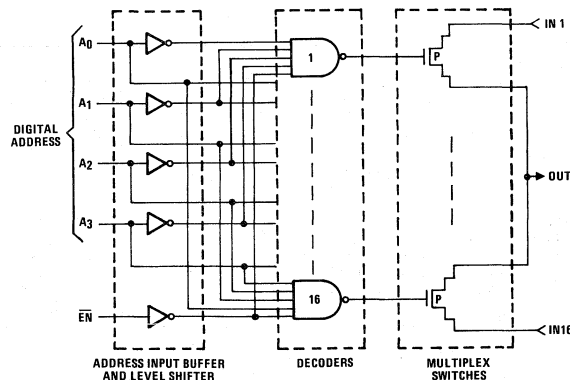 A0
IN 1
1
P
A1
DIGITAL
ADDRESS
A2
OUT
A3
16
P
EN
IN16
ADDRESS INPUT BUFFER
AND LEVEL SHIFTER
DECODERS
MULTIPLEX
SWITCHES